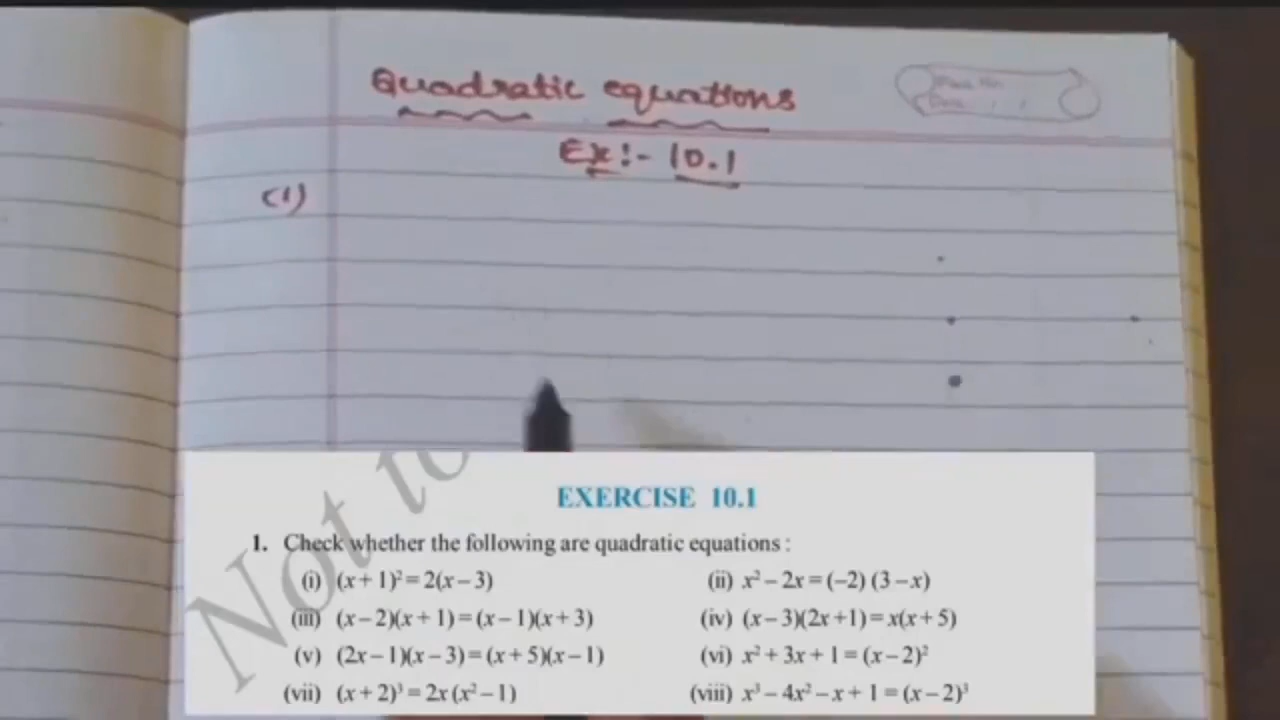 Quadratic equations
Ex:- 10.1
(1)
Not to
EXERCISE 10.1
1. Check whether the following are quadratic equations :
(i) (x + 1)² = 2(x – 3) (ii) x² – 2x = (–2) (3 – x)
(iii) (x – 2)(x + 1) = (x – 1)(x + 3) (iv) (x – 3)(2x + 1) = x(x + 5)
(v) (2x – 1)(x – 3) = (x + 5)(x – 1) (vi) x² + 3x + 1 = (x – 2)²
(vii) (x + 2)³ = 2x (x² – 1) (viii) x³ – 4x² – x + 1 = (x – 2)³